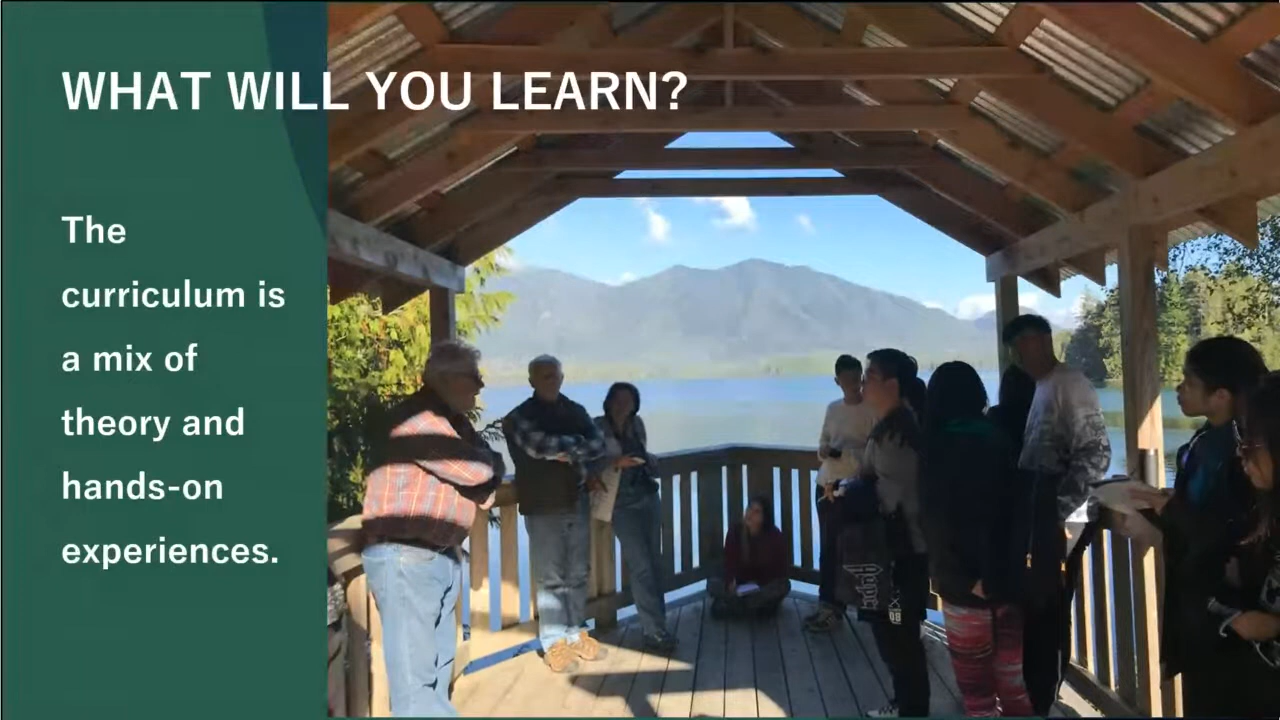 WHAT WILL YOU LEARN?
The
curriculum is
a mix of
theory and
hands-on
experiences.